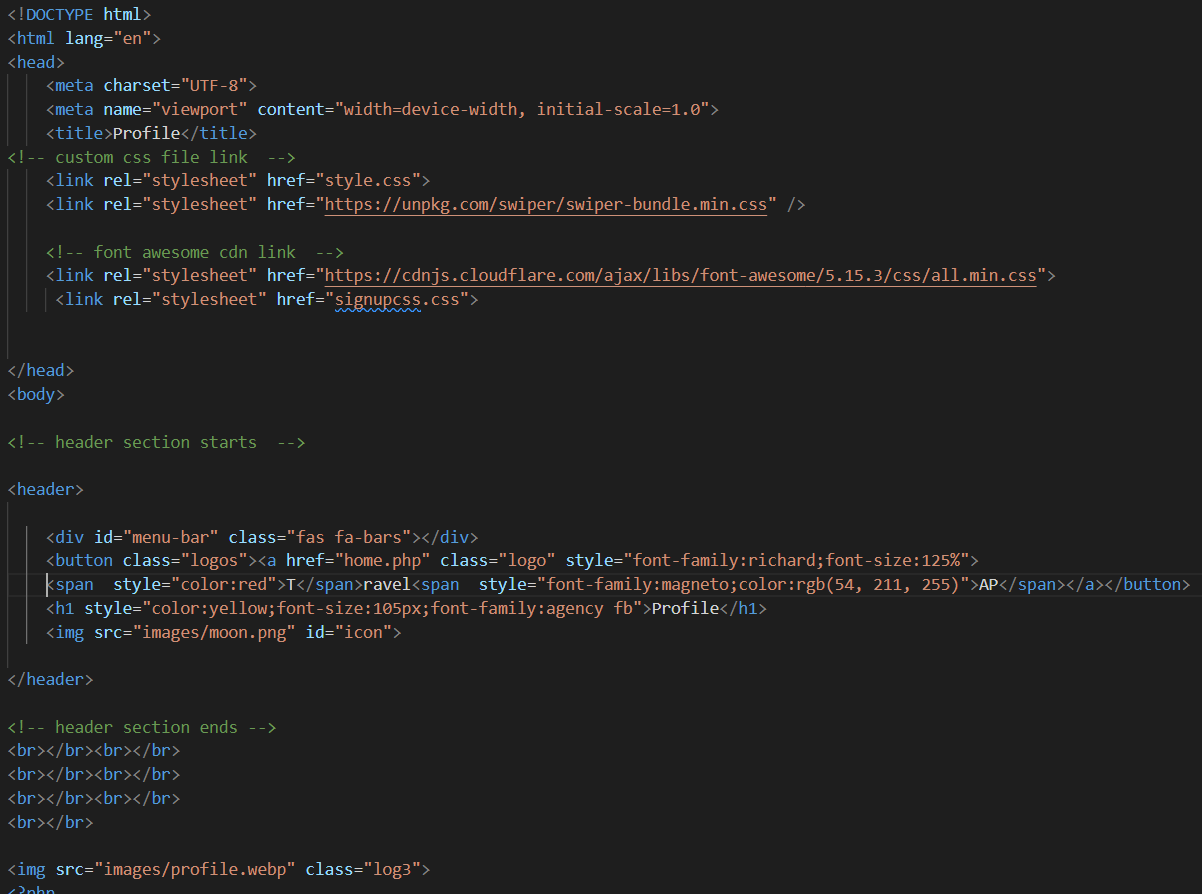 <!DOCTYPE html>
<html lang="en">
<head>
    <meta charset="UTF-8">
    <meta name="viewport" content="width=device-width, initial-scale=1.0">
    <title>Profile</title>
<!-- custom css file link  -->
    <link rel="stylesheet" href="style.css">
    <link rel="stylesheet" href="https://unpkg.com/swiper/swiper-bundle.min.css" />

    <!-- font awesome cdn link  -->
    <link rel="stylesheet" href="https://cdnjs.cloudflare.com/ajax/libs/font-awesome/5.15.3/css/all.min.css">
     <link rel="stylesheet" href="signupcss.css">


</head>
<body>

<!-- header section starts  -->

<header>

    <div id="menu-bar" class="fas fa-bars"></div>
    <button class="logos"><a href="home.php" class="logo" style="font-family:richard;font-size:125%">
    <span  style="color:red">T</span>ravel<span  style="font-family:magneto;color:rgb(54, 211, 255)">AP</span></a></button>
    <h1 style="color:yellow;font-size:105px;font-family:agency fb">Profile</h1>
    <img src="images/moon.png" id="icon">

</header>

<!-- header section ends -->
<br></br><br></br>
<br></br><br></br>
<br></br><br></br>
<br></br>

<img src="images/profile.webp" class="log3">
<?php